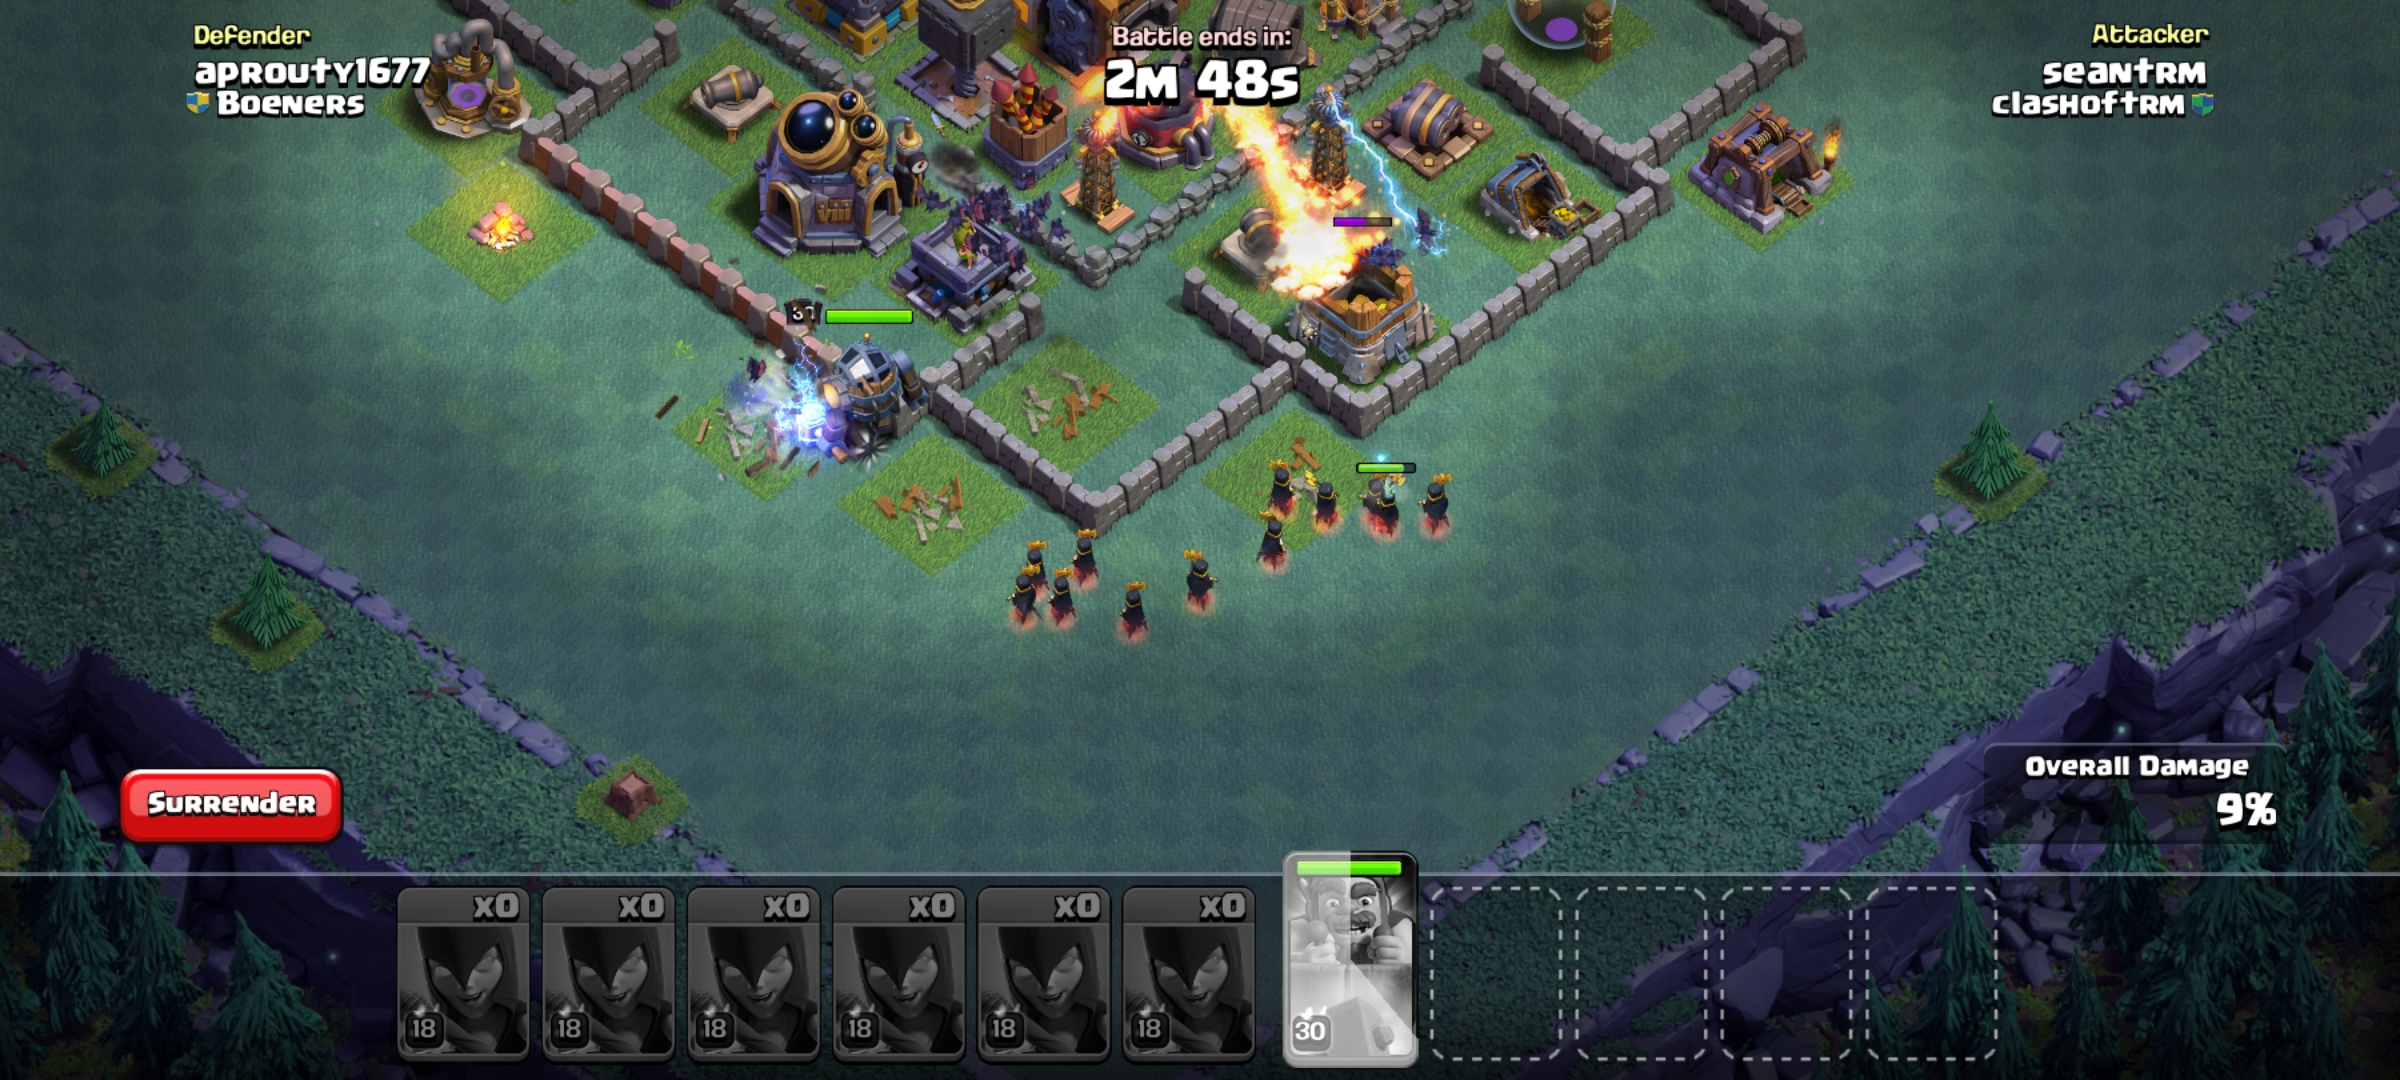 Defender
aprouty1677
Boeners
Battle ends in:
2m 48s
Attacker
seantrm
clashoftrm
VIII
Surrender
Overall Damage
9%
x0
x0
x0
x0
x0
x0
18
18
18
18
18
18
30